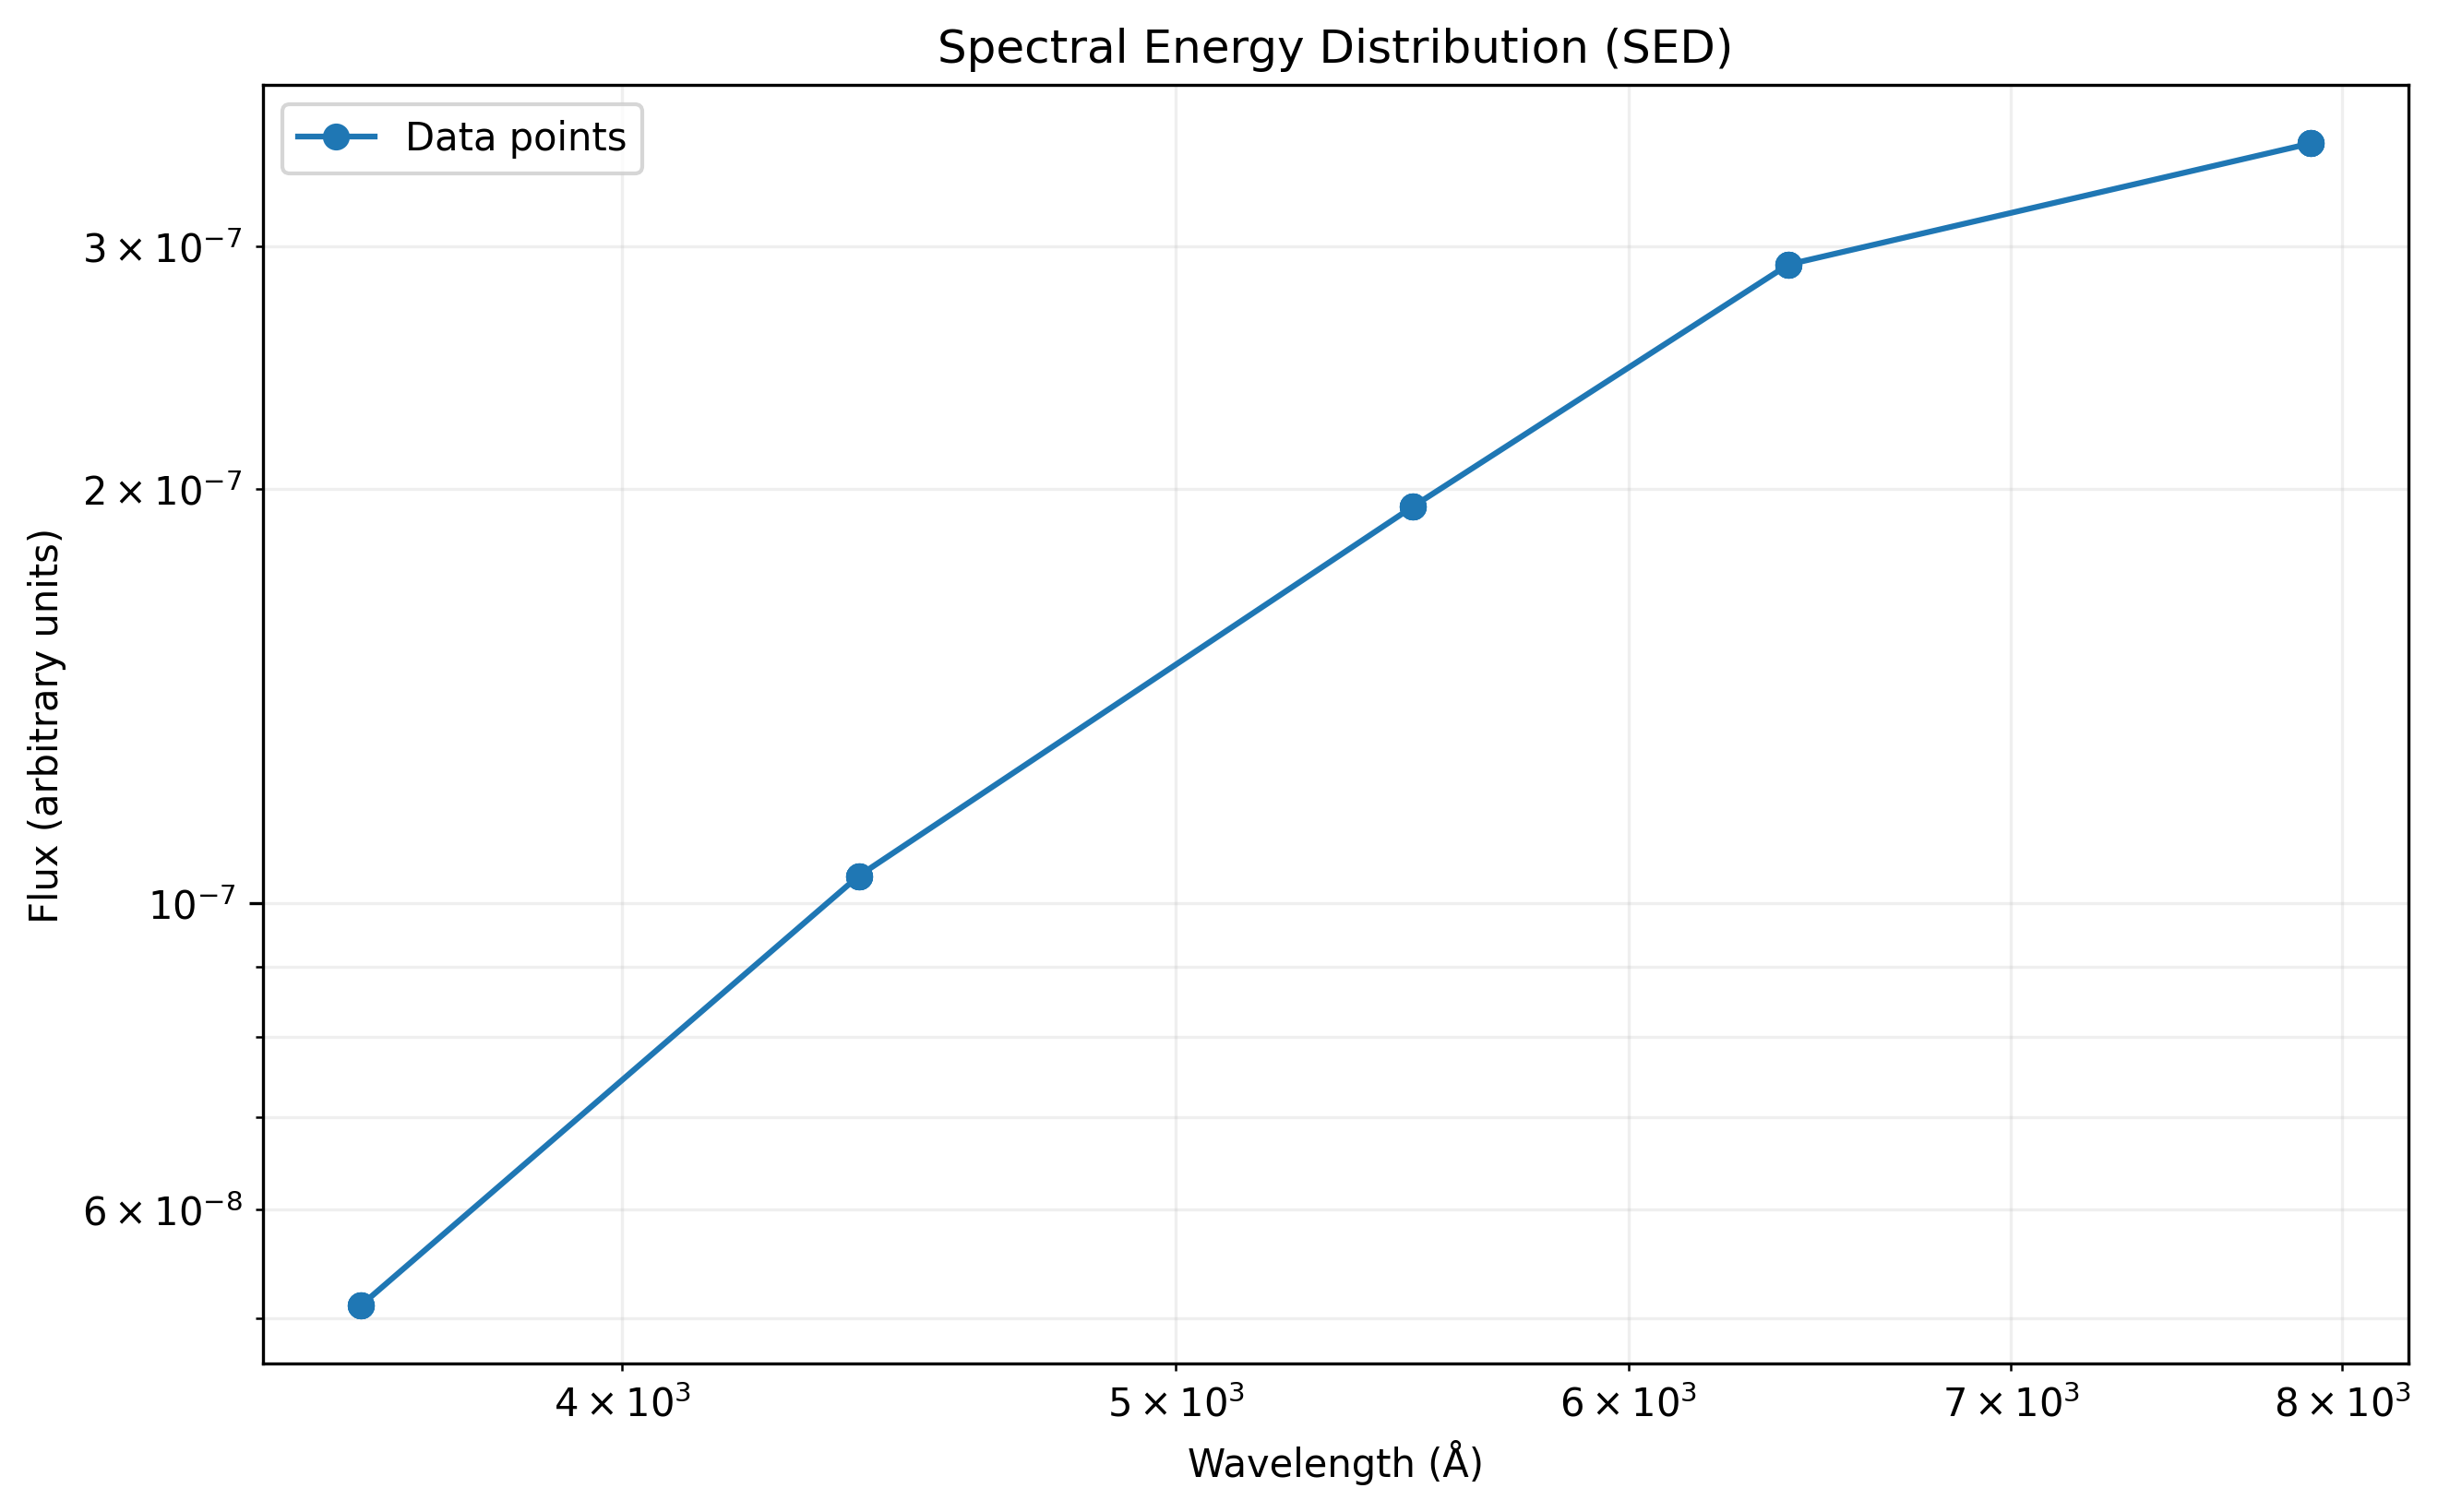 Spectral Energy Distribution (SED)
Data points
3 × 10⁻⁷
2 × 10⁻⁷
10⁻⁷
6 × 10⁻⁸
Flux (arbitrary units)
4 × 10³ 5 × 10³ 6 × 10³ 7 × 10³ 8 × 10³
Wavelength (Å)